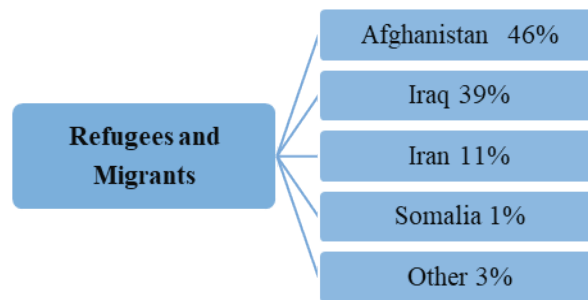 Refugees and
Migrants
Afghanistan 46%
Iraq 39%
Iran 11%
Somalia 1%
Other 3%